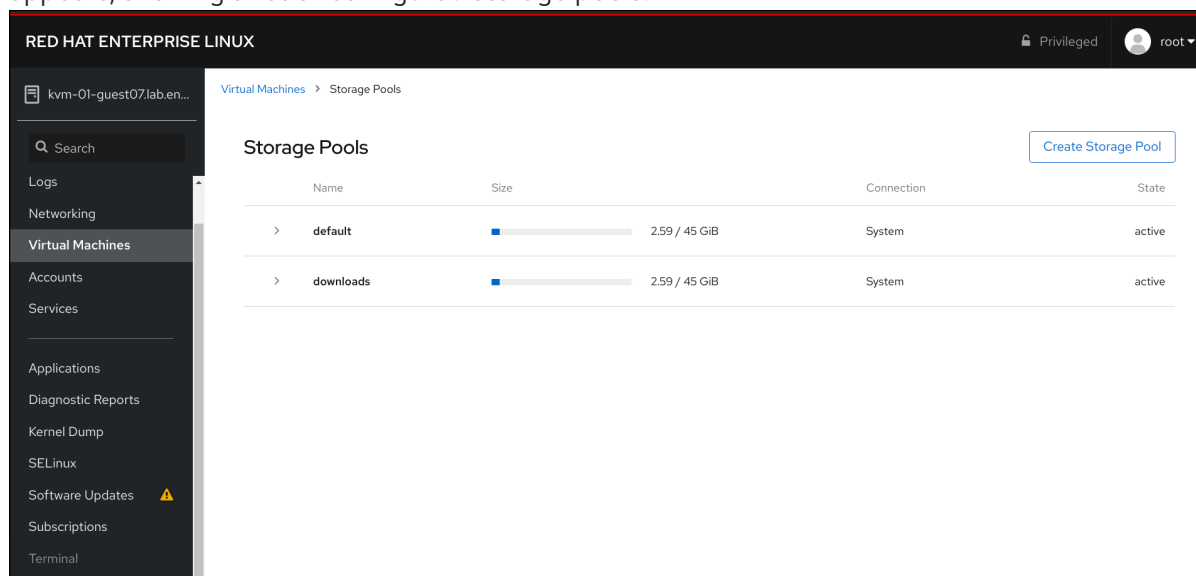 RED HAT ENTERPRISE LINUX
Privileged
root
kvm-01-guest07.lab.en...
Virtual Machines > Storage Pools
Search
Storage Pools
Create Storage Pool
Logs
Name Size Connection State
Networking
default 2.59 / 45 GiB System active
Virtual Machines
Accounts
downloads 2.59 / 45 GiB System active
Services
Applications
Diagnostic Reports
Kernel Dump
SELinux
Software Updates
Subscriptions
Terminal